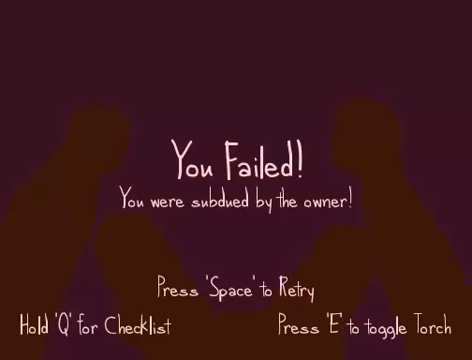 You Failed!
You were subdued by the owner!
Press 'Space' to Retry
Hold 'Q' for Checklist
Press 'E' to toggle Torch